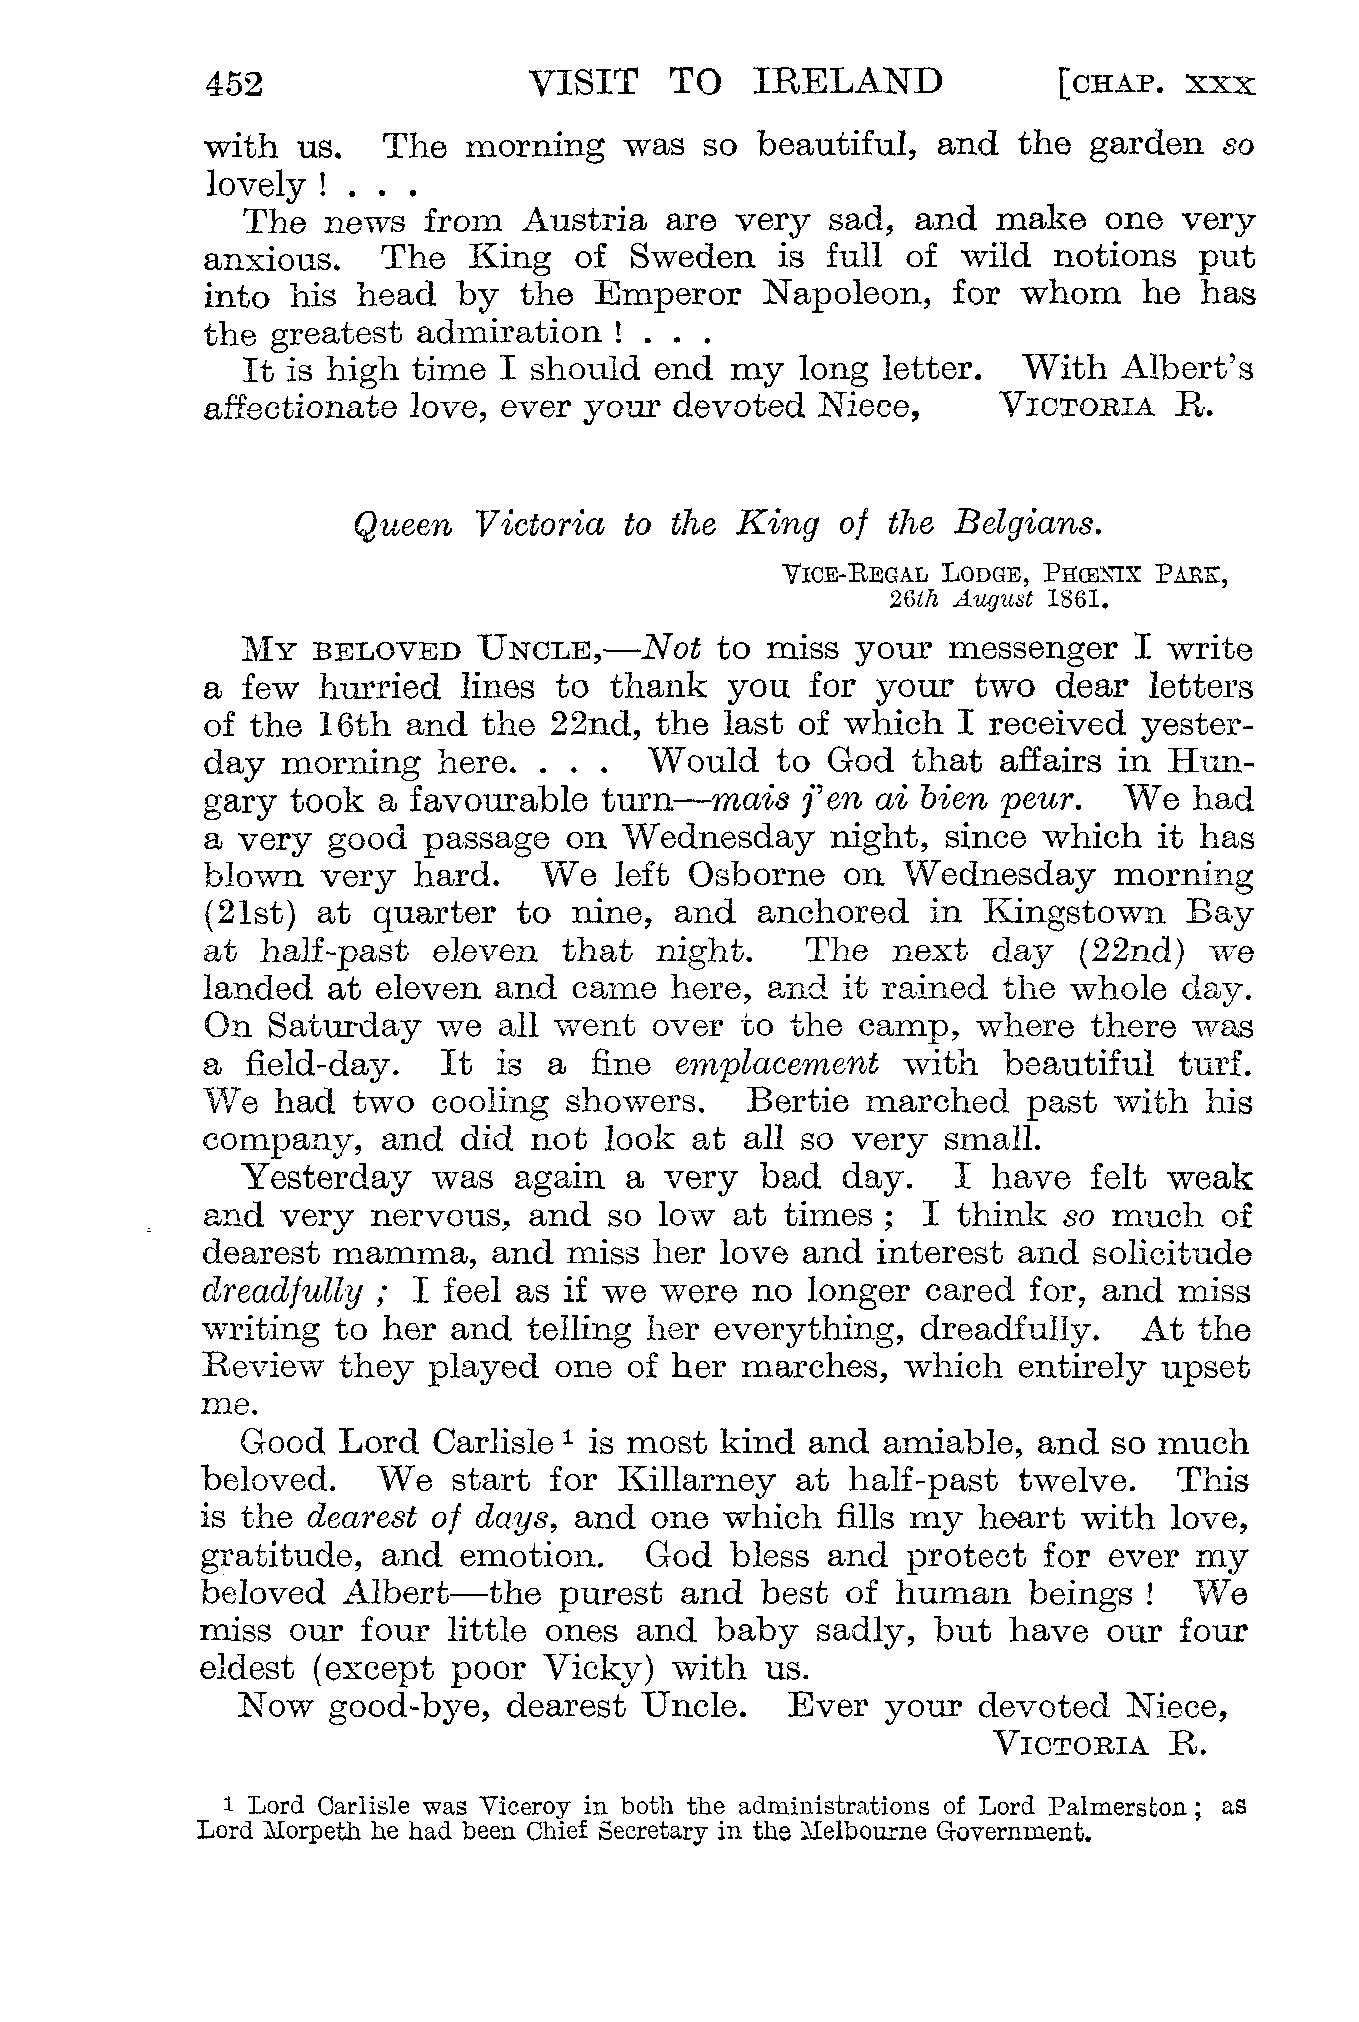 452 VISIT TO IRELAND [CHAP. XXX
with us. The morning was so beautiful, and the garden so
lovely ! . . .
The news from Austria are very sad, and make one very
anxious. The King of Sweden is full of wild notions put
into his head by the Emperor Napoleon, for whom he has
the greatest admiration ! . . .
It is high time I should end my long letter. With Albert's
affectionate love, ever your devoted Niece, VICTORIA R.
Queen Victoria to the King of the Belgians.
VICE-REGAL LODGE, PHŒNIX PARK,
26th August 1861.
MY BELOVED UNCLE,—Not to miss your messenger I write
a few hurried lines to thank you for your two dear letters
of the 16th and the 22nd, the last of which I received yester-
day morning here. . . . Would to God that affairs in Hun-
gary took a favourable turn—mais j'en ai bien peur. We had
a very good passage on Wednesday night, since which it has
blown very hard. We left Osborne on Wednesday morning
(21st) at quarter to nine, and anchored in Kingstown Bay
at half-past eleven that night. The next day (22nd) we
landed at eleven and came here, and it rained the whole day.
On Saturday we all went over to the camp, where there was
a field-day. It is a fine emplacement with beautiful turf.
We had two cooling showers. Bertie marched past with his
company, and did not look at all so very small.
Yesterday was again a very bad day. I have felt weak
and very nervous, and so low at times ; I think so much of
dearest mamma, and miss her love and interest and solicitude
dreadfully ; I feel as if we were no longer cared for, and miss
writing to her and telling her everything, dreadfully. At the
Review they played one of her marches, which entirely upset
me.
Good Lord Carlisle 1 is most kind and amiable, and so much
beloved. We start for Killarney at half-past twelve. This
is the dearest of days, and one which fills my heart with love,
gratitude, and emotion. God bless and protect for ever my
beloved Albert—the purest and best of human beings ! We
miss our four little ones and baby sadly, but have our four
eldest (except poor Vicky) with us.
Now good-bye, dearest Uncle. Ever your devoted Niece,
VICTORIA R.
1 Lord Carlisle was Viceroy in both the administrations of Lord Palmerston ; as
Lord Morpeth he had been Chief Secretary in the Melbourne Government.